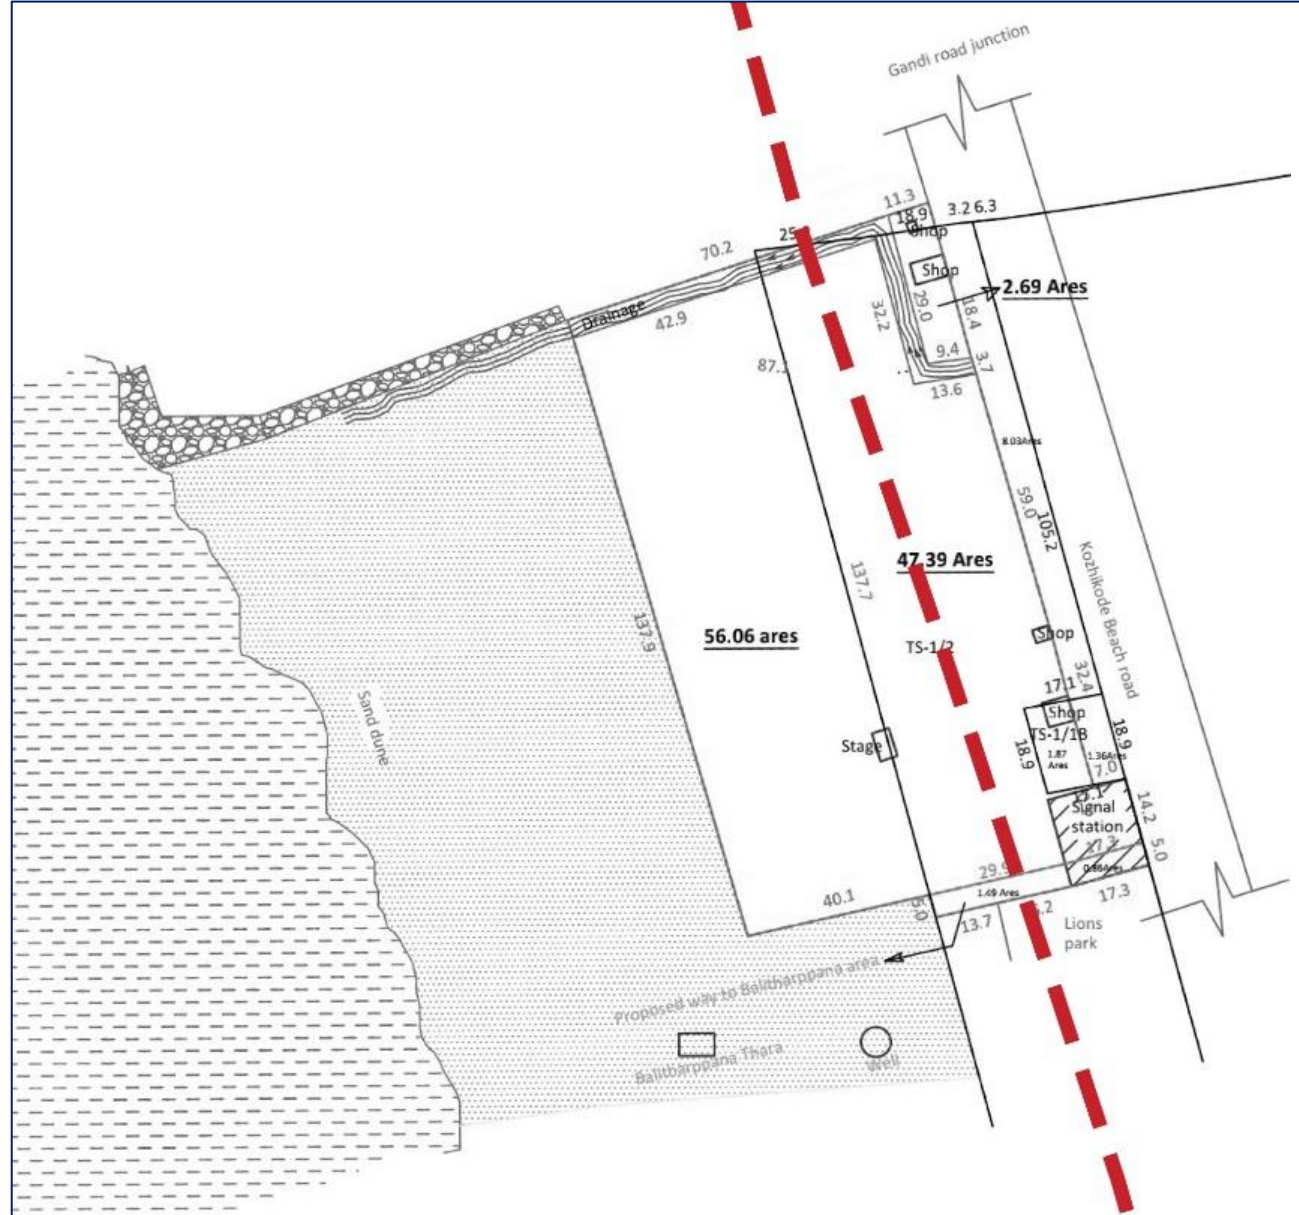 Gandi road junction
11.3
18.9
3.2 6.3
Shop
25.
70.2
Shop
2.69 Ares
Drainage
42.9
32.2
29.0
18.4
9.4
3.7
87.
13.6
8.03Ares
59.0
105.2
47.39 Ares
137.7
Kozhikode Beach road
137.9
56.06 ares
TS-1/2
Shop
32.4
17.1
Sand dune
Shop
TS-1/1B
18.9
Stage
18.9
1.87
Ares
1.36Ares
7.0
14.2
Signal
station
17.3
5.0
29.9
0.86Ares
1.49 Ares
40.1
5.0
17.3
13.7
Lions
park
Proposed way to Balitharppana area
Balitharppana Thara
Well